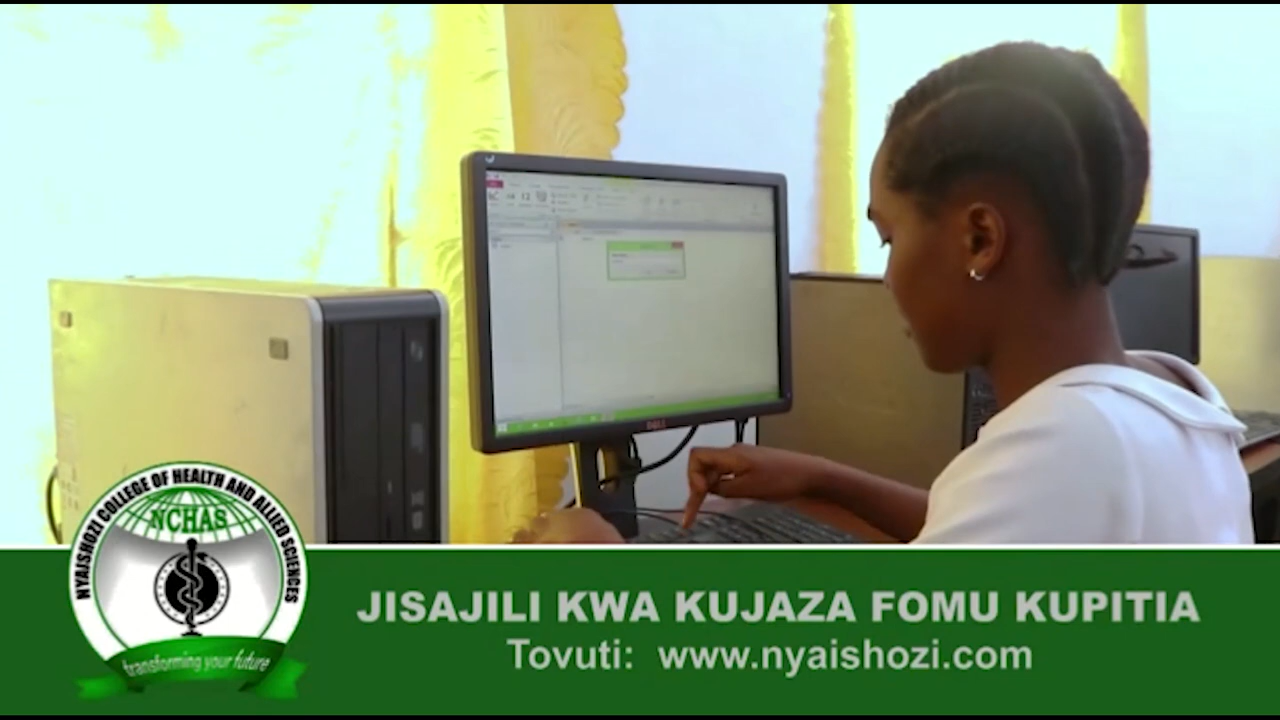 DELL
NYAISHOZI COLLEGE OF HEALTH AND ALLIED SCIENCES
NCHAS
transforming your future
JISAJILI KWA KUJAZA FOMU KUPITIA
Tovuti: www.nyaishozi.com